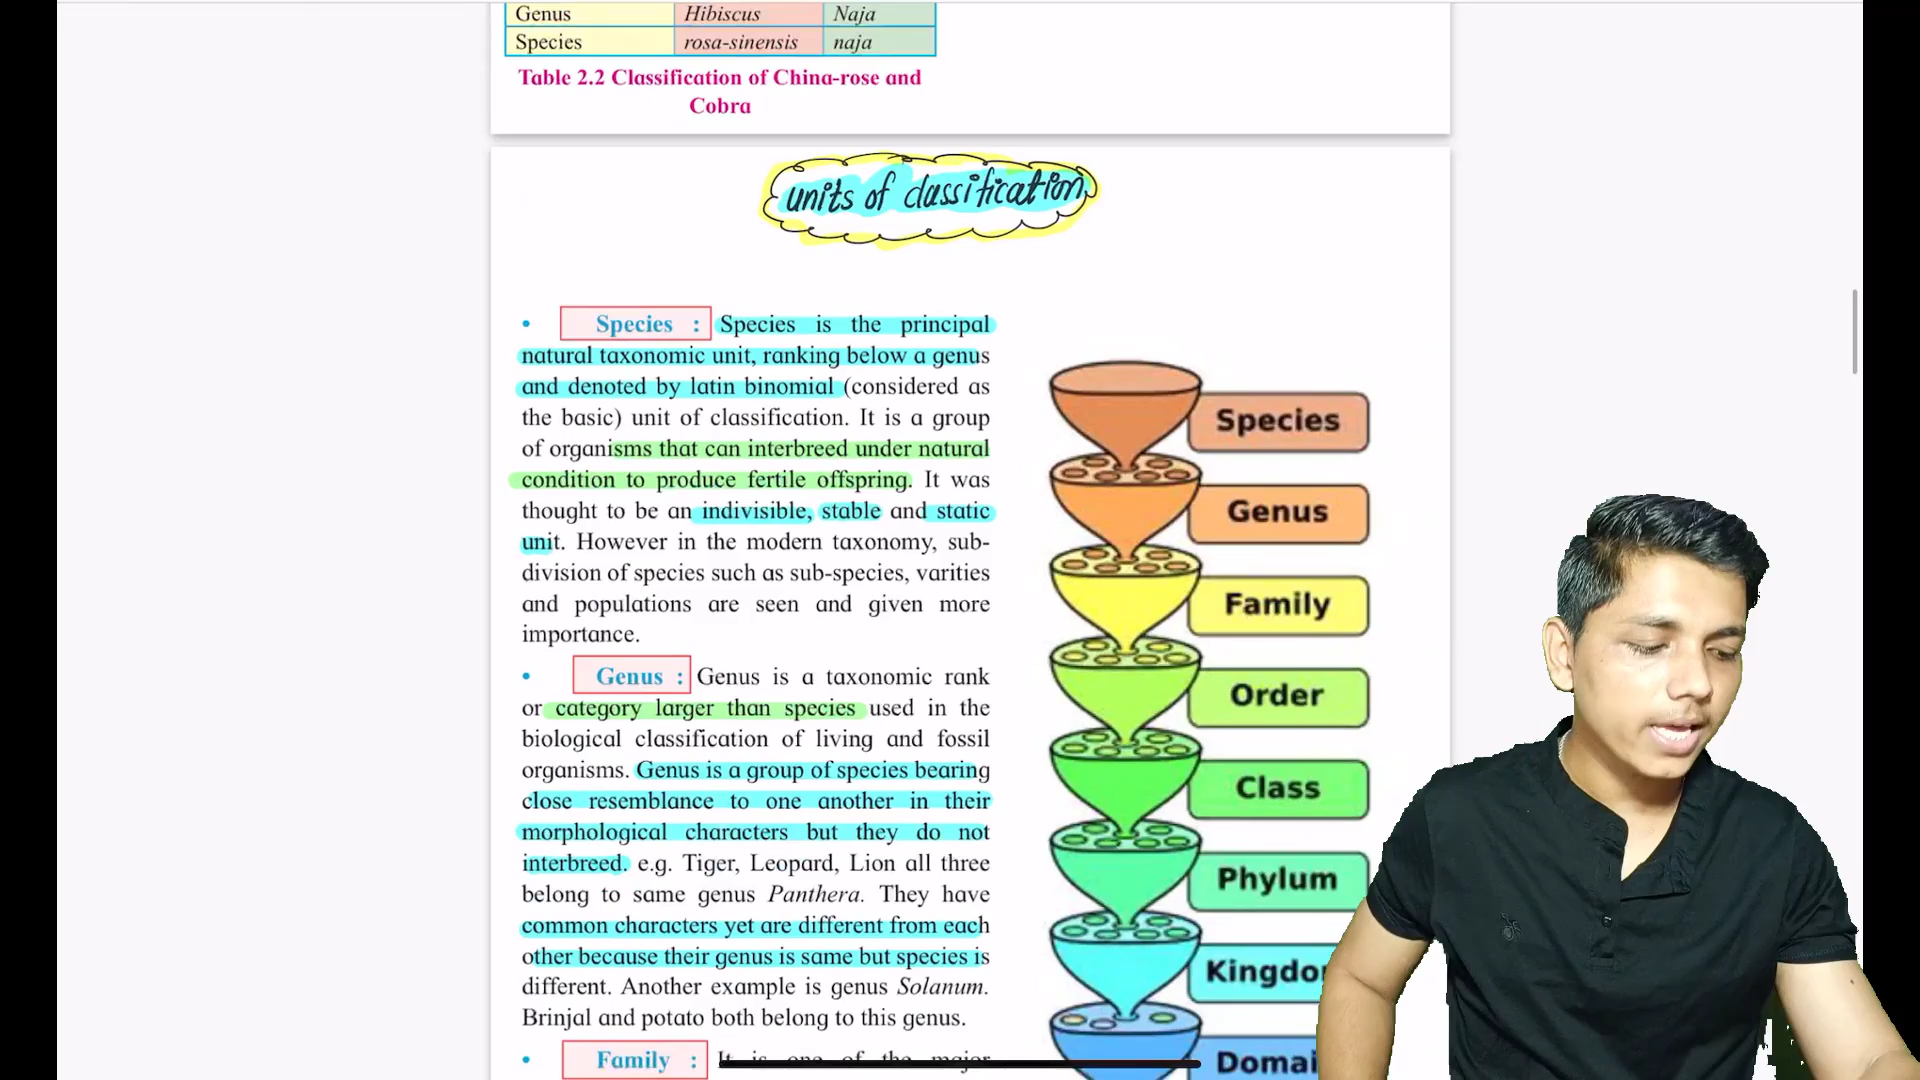 Genus Hibiscus Naja
Species rosa-sinensis naja
Table 2.2 Classification of China-rose and
Cobra
units of classification
• Species : Species is the principal
natural taxonomic unit, ranking below a genus
and denoted by latin binomial (considered as
the basic) unit of classification. It is a group
of organisms that can interbreed under natural
condition to produce fertile offspring. It was
thought to be an indivisible, stable and static
unit. However in the modern taxonomy, sub-
division of species such as sub-species, varities
and populations are seen and given more
importance.
• Genus : Genus is a taxonomic rank
or category larger than species used in the
biological classification of living and fossil
organisms. Genus is a group of species bearing
close resemblance to one another in their
morphological characters but they do not
interbreed. e.g. Tiger, Leopard, Lion all three
belong to same genus Panthera. They have
common characters yet are different from each
other because their genus is same but species is
different. Another example is genus Solanum.
Brinjal and potato both belong to this genus.
• Family : It is one of the major
Species
Genus
Family
Order
Class
Phylum
Kingdo
Domai